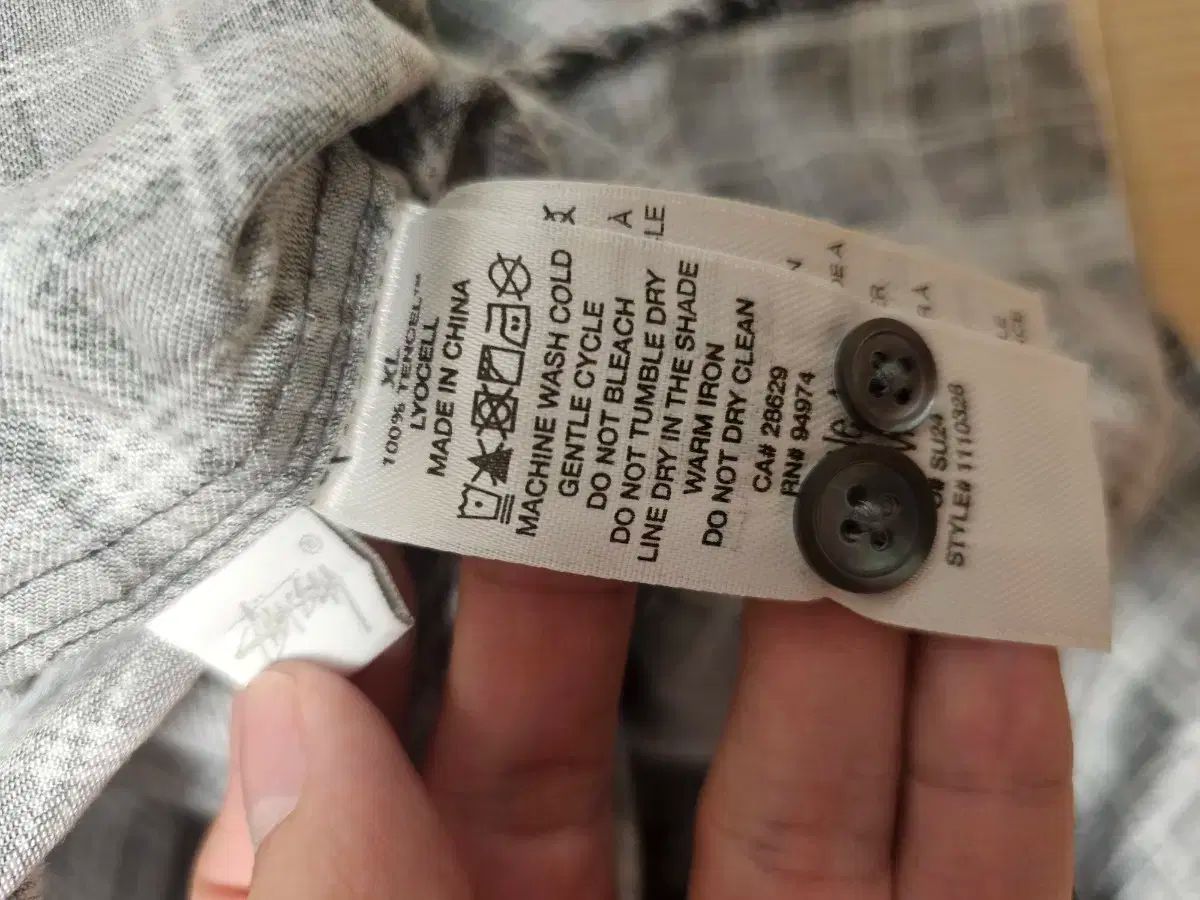 XL
100% TENCEL™
LYOCELL
MADE IN CHINA
MACHINE WASH COLD
GENTLE CYCLE
DO NOT BLEACH
DO NOT TUMBLE DRY
LINE DRY IN THE SHADE
WARM IRON
DO NOT DRY CLEAN
CA# 28629
RN# 94974
SU24
STYLE# 1110328
À
LE
®